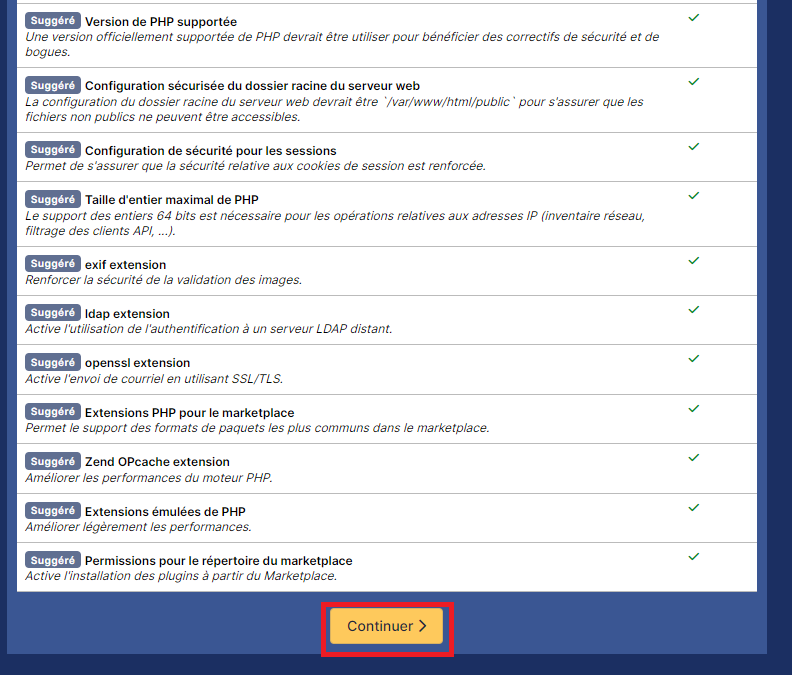 Suggéré Version de PHP supportée
Une version officiellement supportée de PHP devrait être utiliser pour bénéficier des correctifs de sécurité et de
bogues.
Suggéré Configuration sécurisée du dossier racine du serveur web
La configuration du dossier racine du serveur web devrait être `/var/www/html/public` pour s'assurer que les
fichiers non publics ne peuvent être accessibles.
Suggéré Configuration de sécurité pour les sessions
Permet de s'assurer que la sécurité relative aux cookies de session est renforcée.
Suggéré Taille d'entier maximal de PHP
Le support des entiers 64 bits est nécessaire pour les opérations relatives aux adresses IP (inventaire réseau,
filtrage des clients API, ...).
Suggéré exif extension
Renforcer la sécurité de la validation des images.
Suggéré ldap extension
Active l'utilisation de l'authentification à un serveur LDAP distant.
Suggéré openssl extension
Active l'envoi de courriel en utilisant SSL/TLS.
Suggéré Extensions PHP pour le marketplace
Permet le support des formats de paquets les plus communs dans le marketplace.
Suggéré Zend OPcache extension
Améliorer les performances du moteur PHP.
Suggéré Extensions émulées de PHP
Améliorer légèrement les performances.
Suggéré Permissions pour le répertoire du marketplace
Active l'installation des plugins à partir du Marketplace.
Continuer